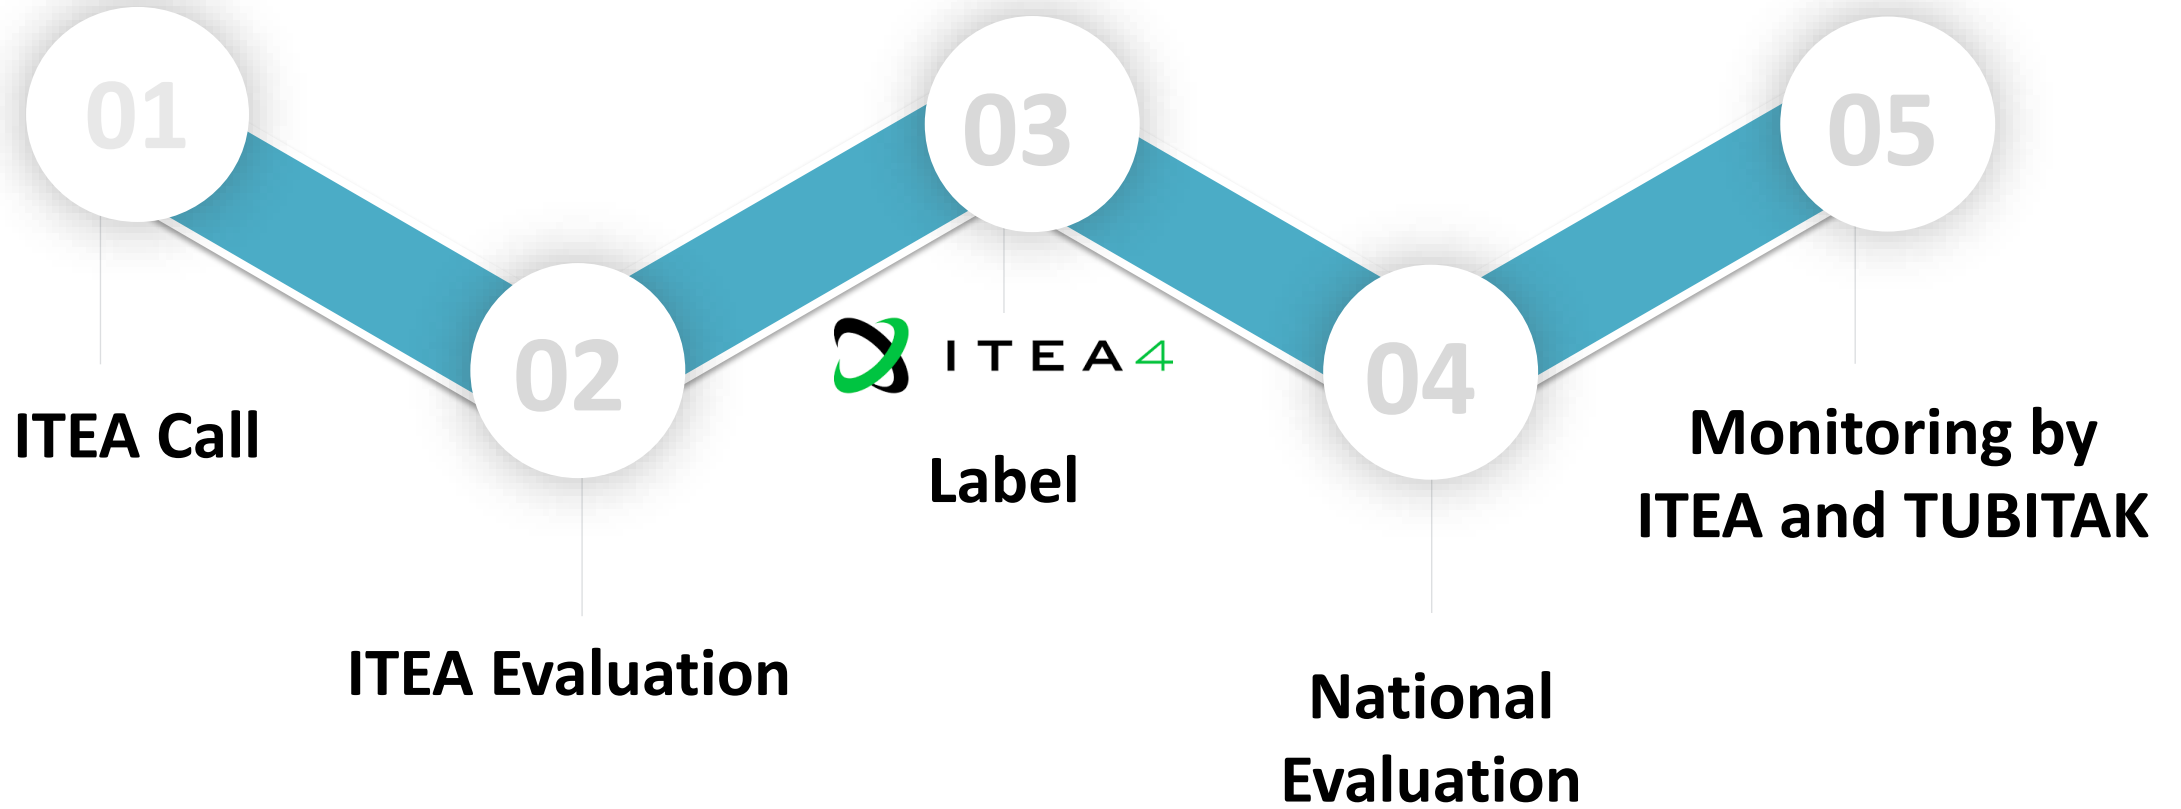 01
ITEA Call
02
ITEA Evaluation
03
ITEA4
Label
04
National
Evaluation
05
Monitoring by
ITEA and TUBITAK